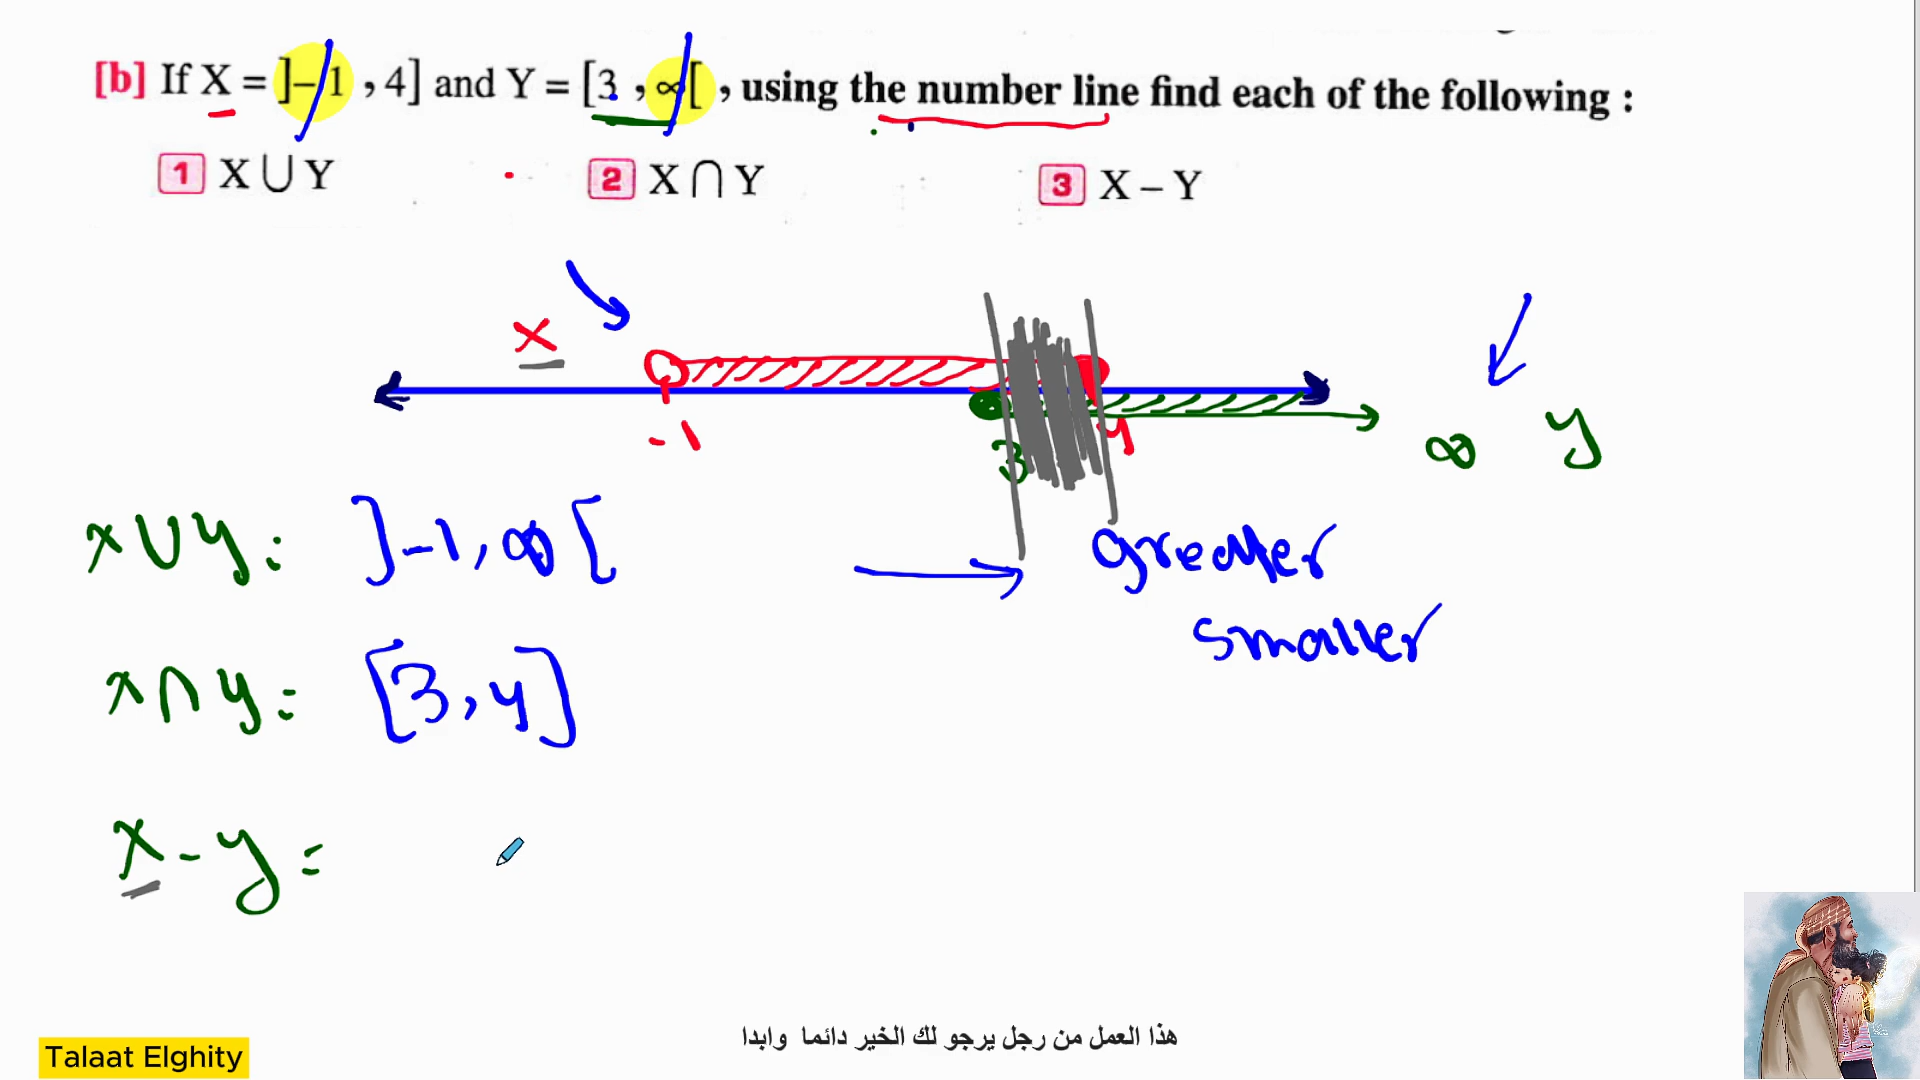 [b] If X = ]–1 , 4] and Y = [3 , ∞[ , using the number line find each of the following :
1 X ∪ Y 2 X ∩ Y 3 X – Y
x
-1 3 4 ∞ y
x∪y: ]-1, ∞[ greater
smaller
x∩y= [3,4]
x-y=
هذا العمل من رجل يرجو لك الخير دائما وابدا
Talaat Elghity